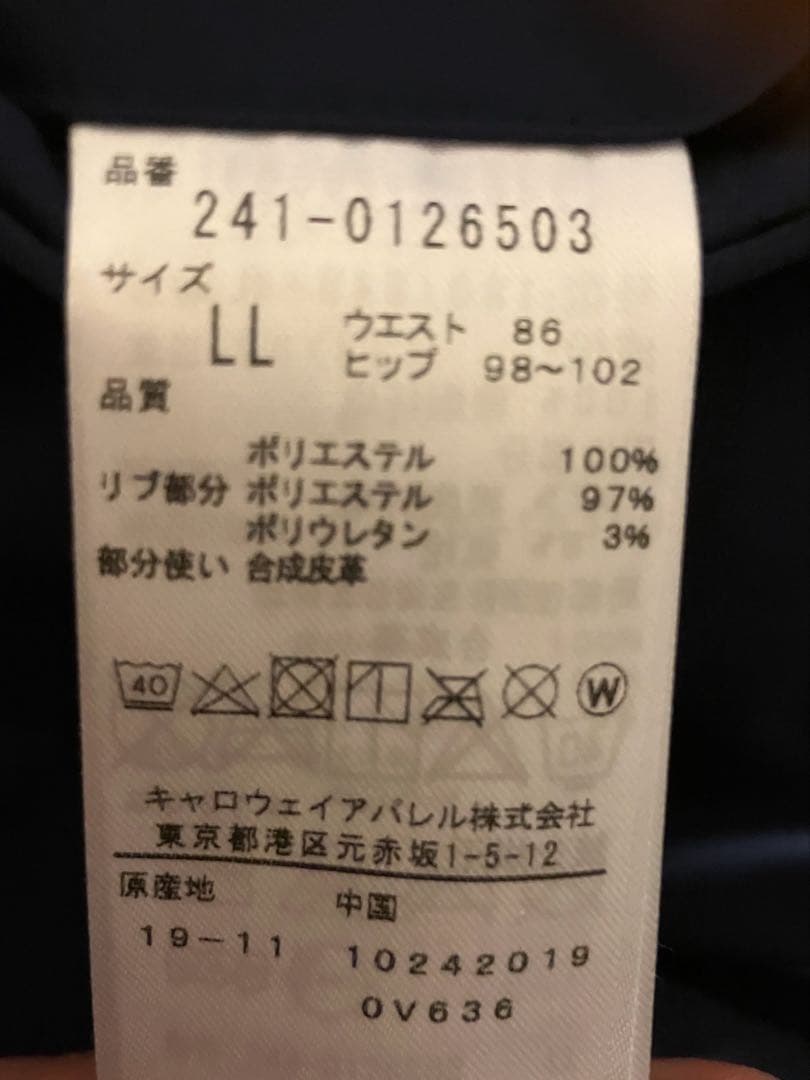 品番
241-0126503
サイズ
LL ウエスト 86
ヒップ 98～102
品質
ポリエステル 100%
リブ部分 ポリエステル 97%
ポリウレタン 3%
部分使い 合成皮革
40
W
キャロウェイアパレル株式会社
東京都港区元赤坂1-5-12
原産地 中国
19-11 10242019
0V636